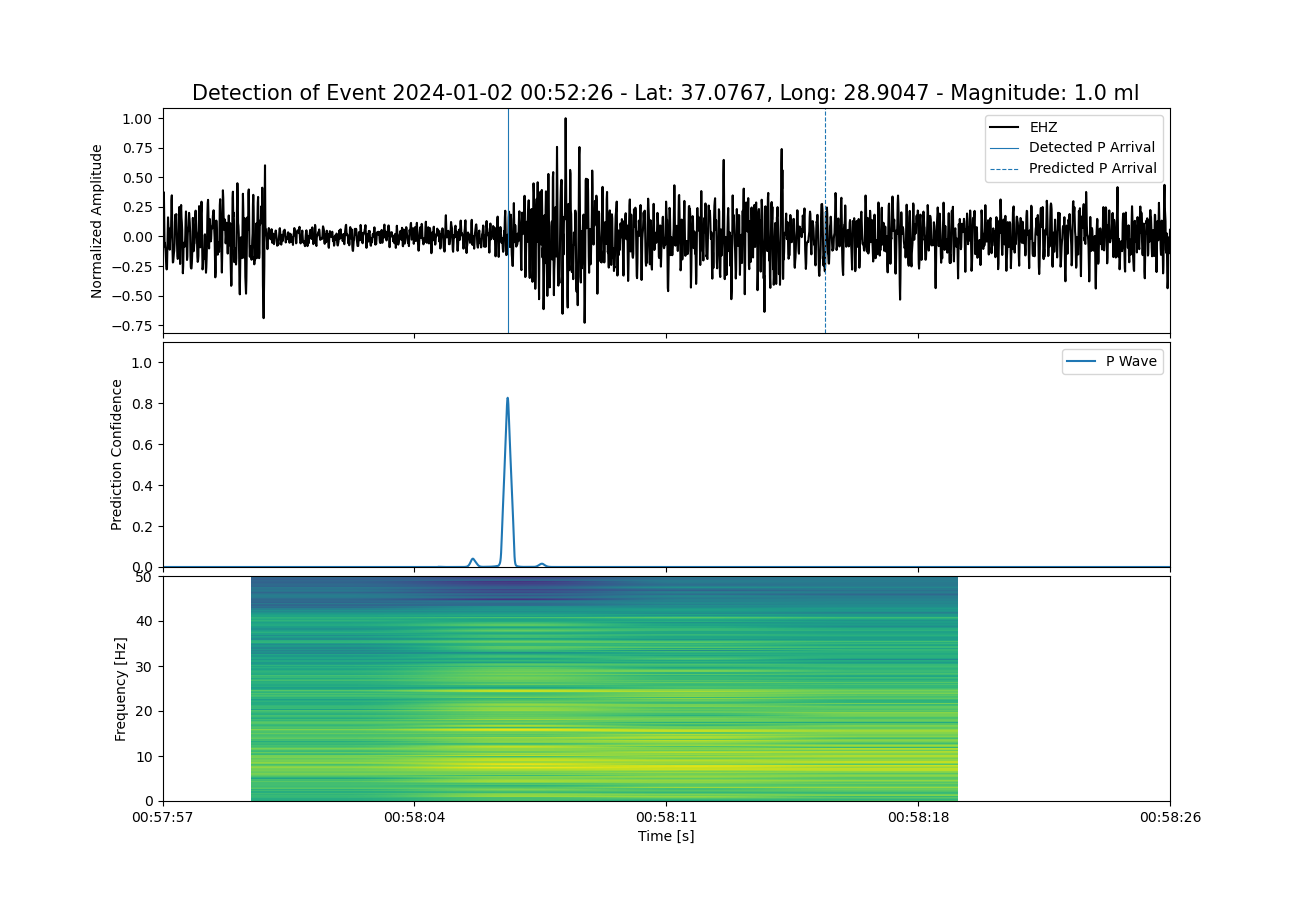 Detection of Event 2024-01-02 00:52:26 - Lat: 37.0767, Long: 28.9047 - Magnitude: 1.0 ml
1.00
0.75
0.50
0.25
0.00
−0.25
−0.50
−0.75
Normalized Amplitude
EHZ
Detected P Arrival
Predicted P Arrival
1.0
0.8
0.6
0.4
0.2
0.0
Prediction Confidence
P Wave
50
40
30
20
10
0
Frequency [Hz]
00:57:57
00:58:04
00:58:11
00:58:18
00:58:26
Time [s]